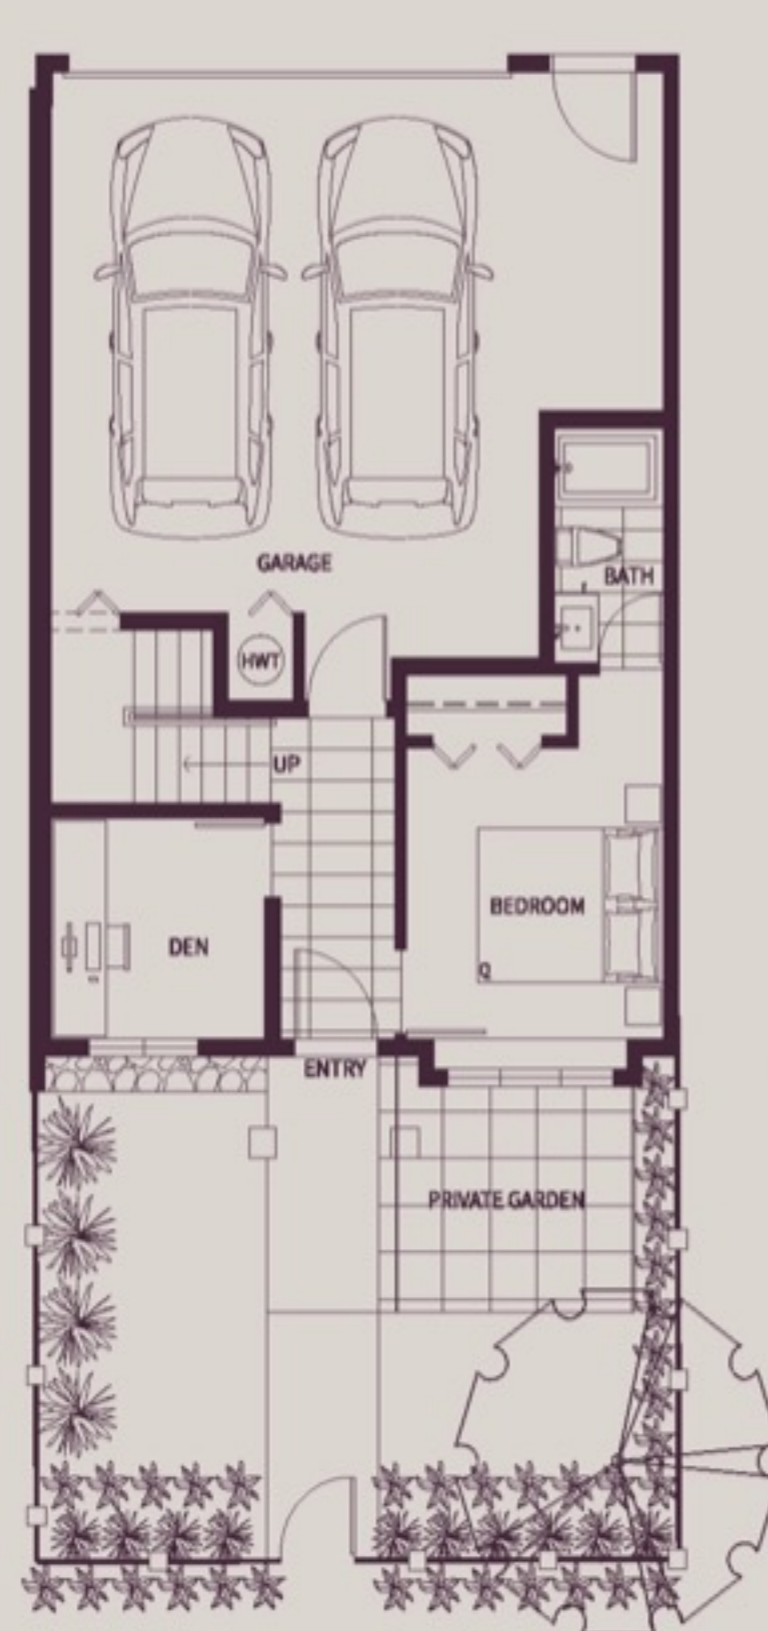 GARAGE
BATH
HWT
UP
BEDROOM
Q
DEN
ENTRY
PRIVATE GARDEN